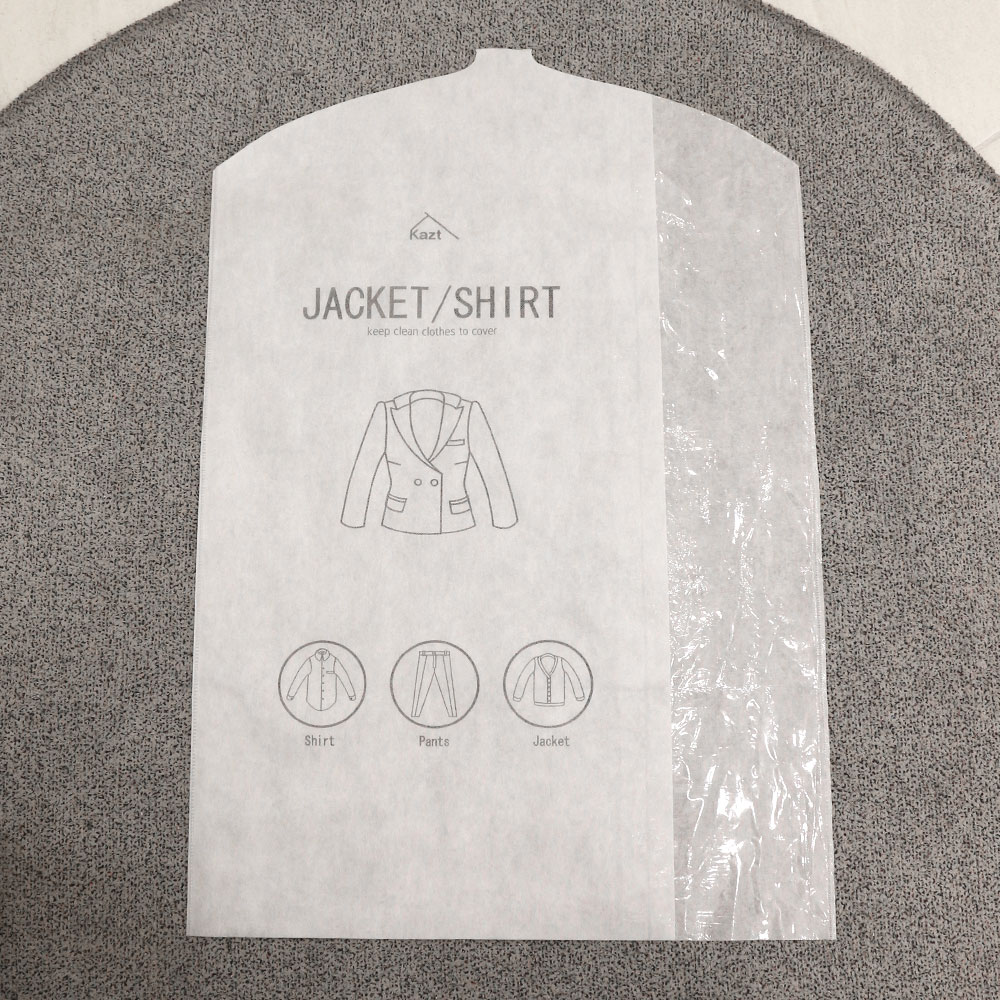 Kazt
JACKET/SHIRT
keep clean clothes to cover
Shirt Pants Jacket